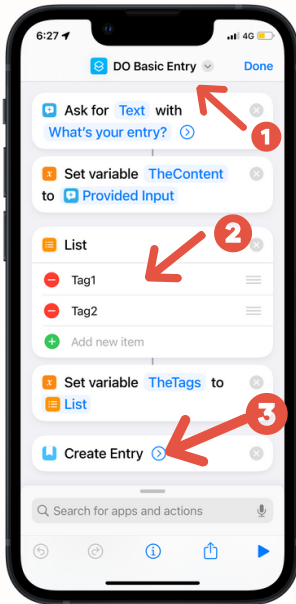 6:27 4G
DO Basic Entry Done
Ask for Text with
What's your entry?
1
Set variable TheContent
to Provided Input
2
List
Tag1
Tag2
Add new item
Set variable TheTags to
List
3
Create Entry
Search for apps and actions